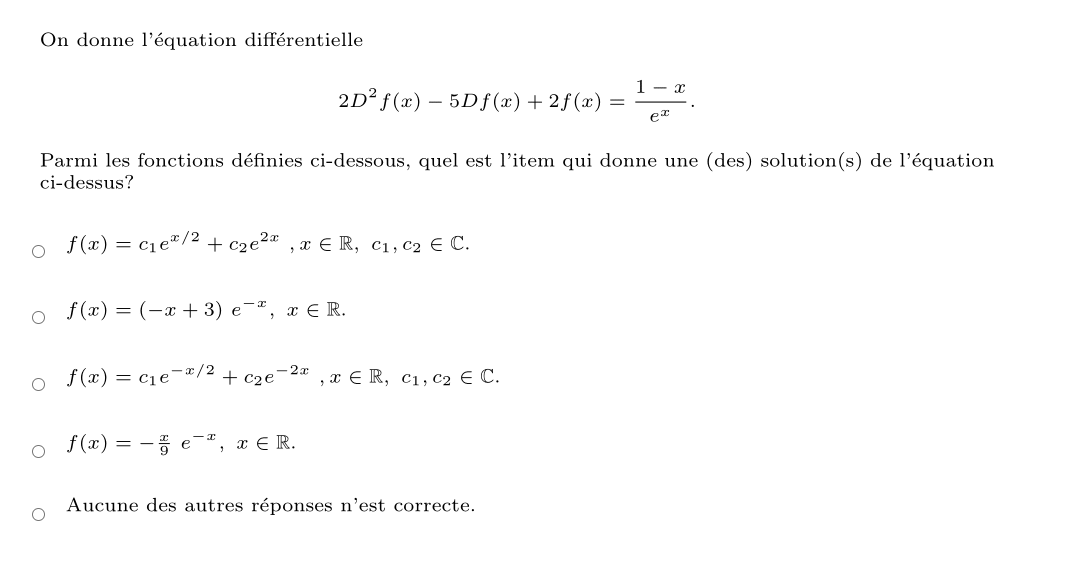 On donne l'équation différentielle
2D²f(x) − 5Df(x) + 2f(x) = (1 − x)/eˣ.
Parmi les fonctions définies ci-dessous, quel est l'item qui donne une (des) solution(s) de l'équation
ci-dessus?
f(x) = c₁e^{x/2} + c₂e^{2x} , x ∈ ℝ, c₁, c₂ ∈ ℂ.
f(x) = (−x + 3) e^{−x}, x ∈ ℝ.
f(x) = c₁e^{−x/2} + c₂e^{−2x} , x ∈ ℝ, c₁, c₂ ∈ ℂ.
f(x) = −x/9 e^{−x}, x ∈ ℝ.
Aucune des autres réponses n'est correcte.